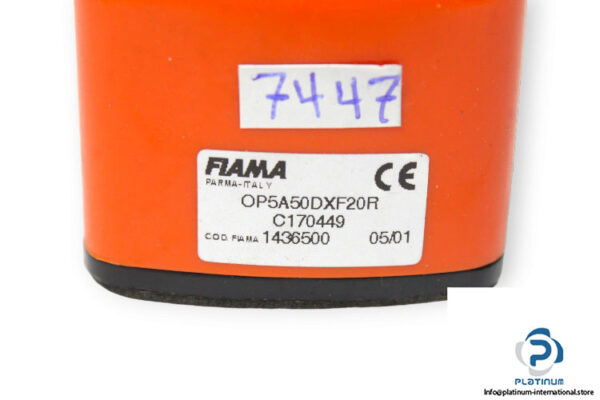 7447
FIAMA
PARMA-ITALY
CE
OP5A50DXF20R
C170449
COD. FIAMA 1436500 05/01
PLATINUM
Info@platinum-international.store